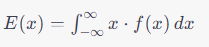 E(x) = ∫_{-∞}^{∞} x · f(x) dx